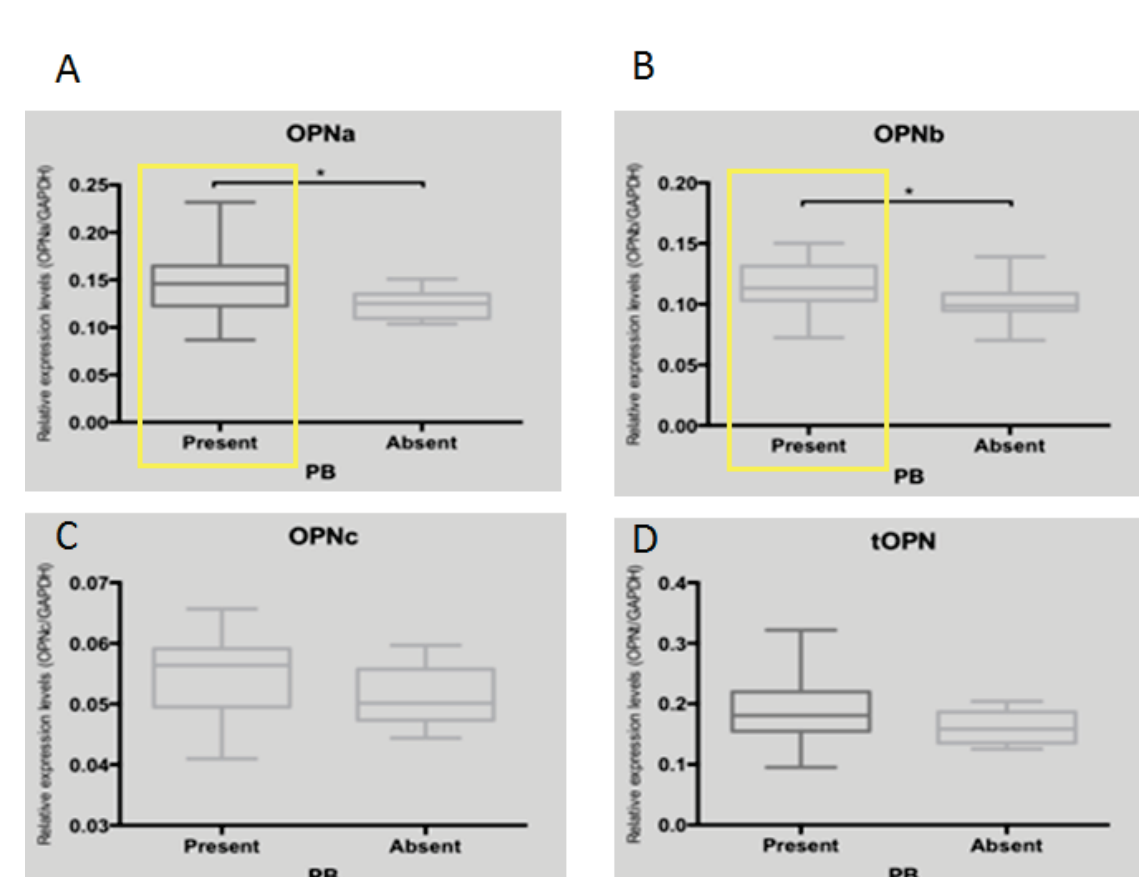 A
OPNa
Relative expression levels (OPNa/GAPDH)
0.25
0.20
0.15
0.10
0.05
0.00
*
Present
Absent
PB
B
OPNb
Relative expression levels (OPNb/GAPDH)
0.20
0.15
0.10
0.05
0.00
*
Present
Absent
PB
C
OPNc
Relative expression levels (OPNc/GAPDH)
0.07
0.06
0.05
0.04
0.03
Present
Absent
PB
D
tOPN
Relative expression levels (OPNt/GAPDH)
0.4
0.3
0.2
0.1
0.0
Present
Absent
PB